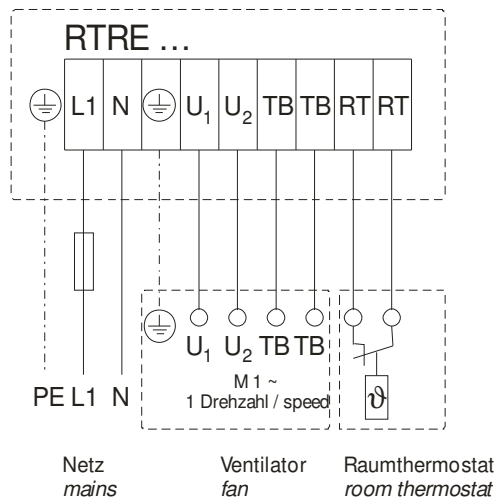 RTRE ...
L1 N U1 U2 TB TB RT RT
U1 U2 TB TB
M 1 ~
1 Drehzahl / speed
ϑ
PE L1 N
Netz Ventilator Raumthermostat
mains fan room thermostat